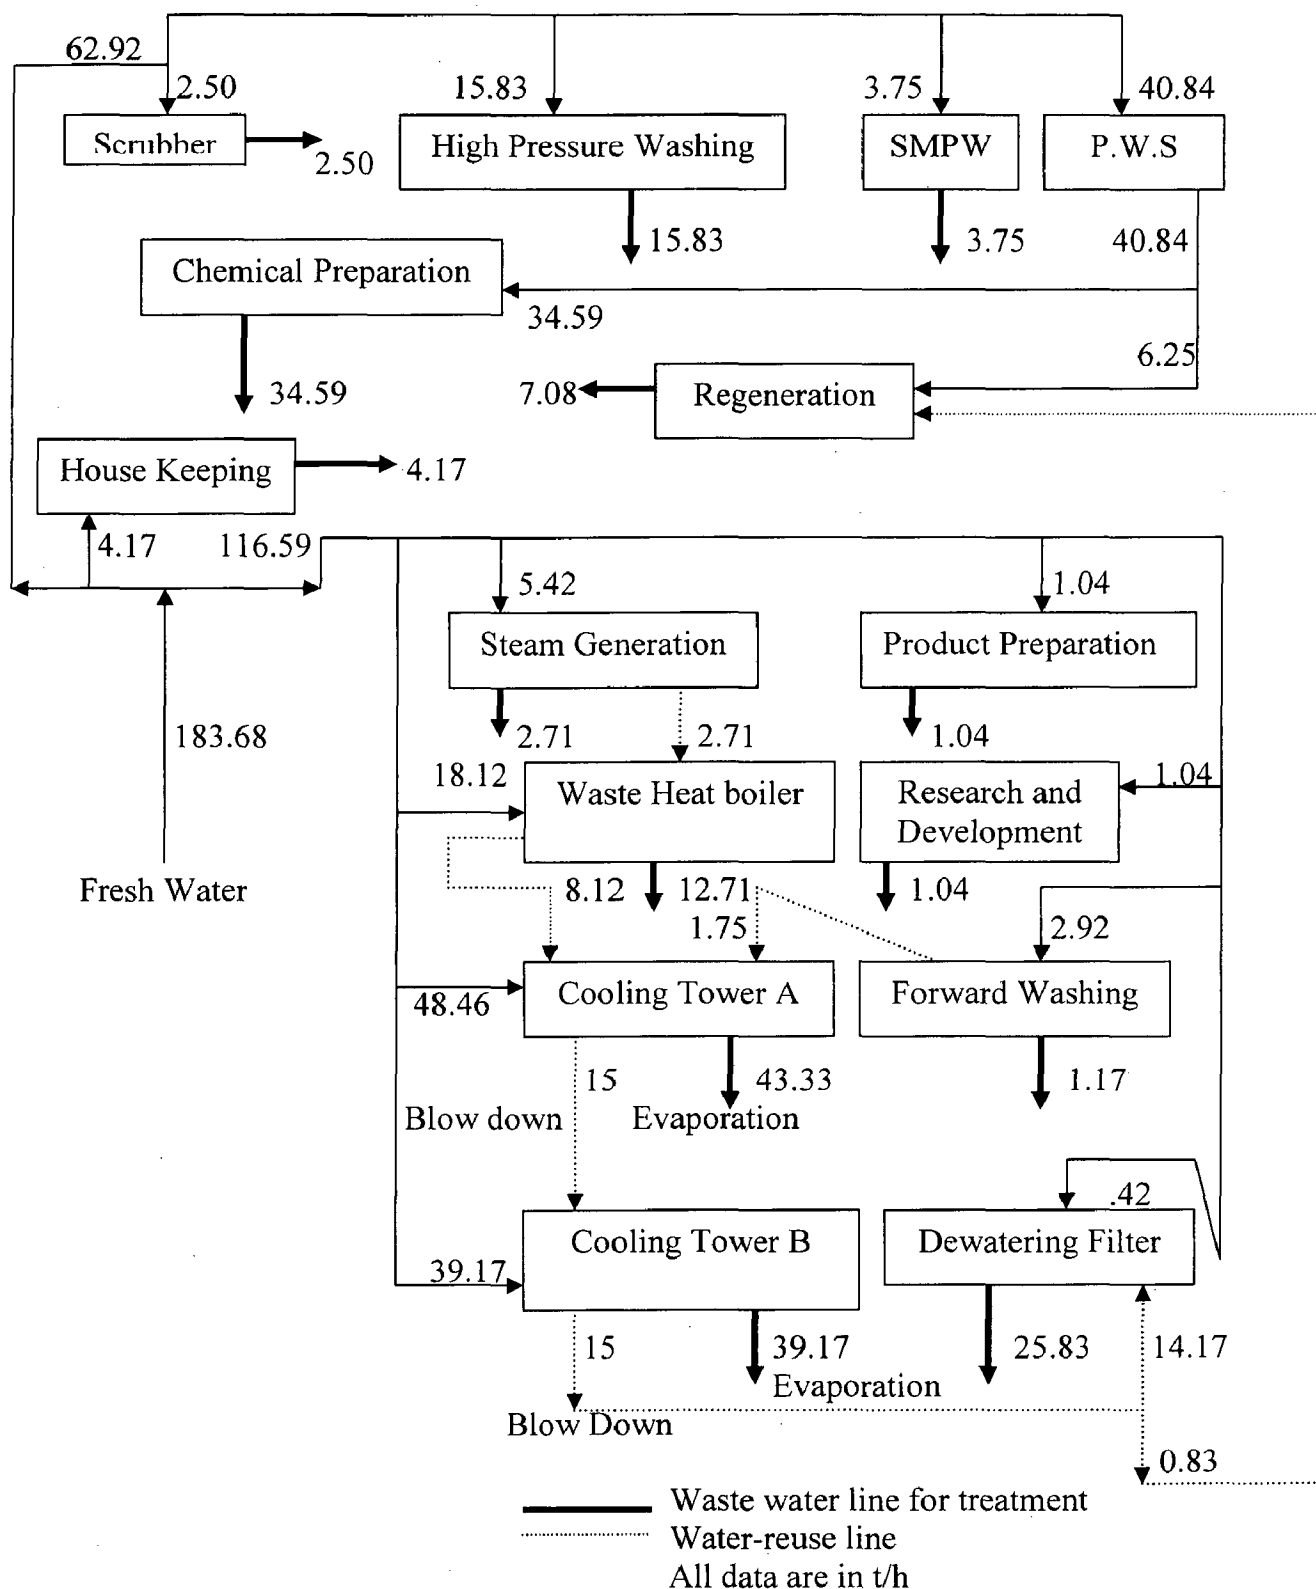 62.92
2.50
15.83
3.75
40.84
Scrubber
2.50
High Pressure Washing
SMPW
P.W.S
15.83
3.75
40.84
Chemical Preparation
34.59
6.25
34.59
7.08
Regeneration
House Keeping
4.17
4.17
116.59
5.42
1.04
Steam Generation
Product Preparation
183.68
2.71
2.71
1.04
18.12
Waste Heat boiler
Research and
Development
1.04
Fresh Water
8.12
12.71
1.04
1.75
2.92
48.46
Cooling Tower A
Forward Washing
15
43.33
1.17
Blow down
Evaporation
.42
39.17
Cooling Tower B
Dewatering Filter
15
39.17
25.83
14.17
Evaporation
Blow Down
0.83
Waste water line for treatment
Water-reuse line
All data are in t/h